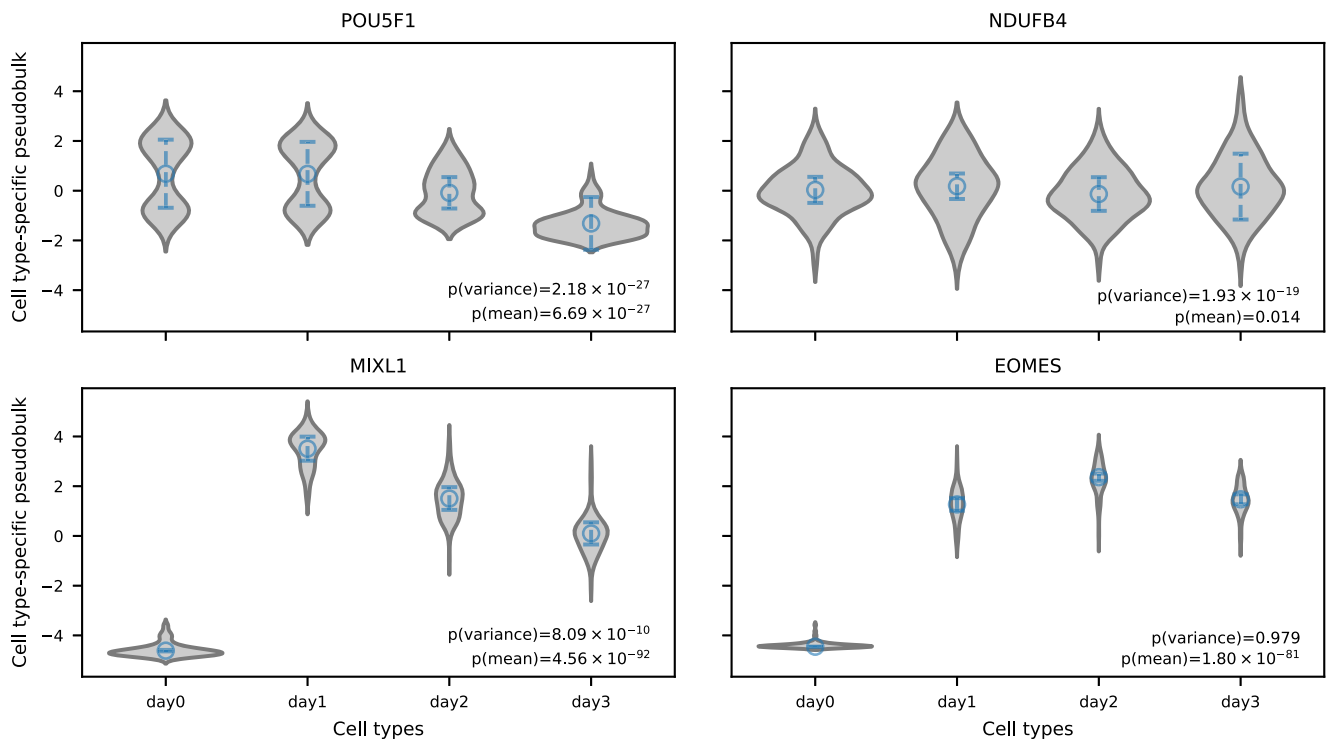 POU5F1
NDUFB4
Cell type-specific pseudobulk
4
2
0
−2
−4
p(variance)=2.18 × 10⁻²⁷
p(mean)=6.69 × 10⁻²⁷
p(variance)=1.93 × 10⁻¹⁹
p(mean)=0.014
MIXL1
EOMES
Cell type-specific pseudobulk
4
2
0
−2
−4
p(variance)=8.09 × 10⁻¹⁰
p(mean)=4.56 × 10⁻⁹²
p(variance)=0.979
p(mean)=1.80 × 10⁻⁸¹
day0 day1 day2 day3
day0 day1 day2 day3
Cell types
Cell types